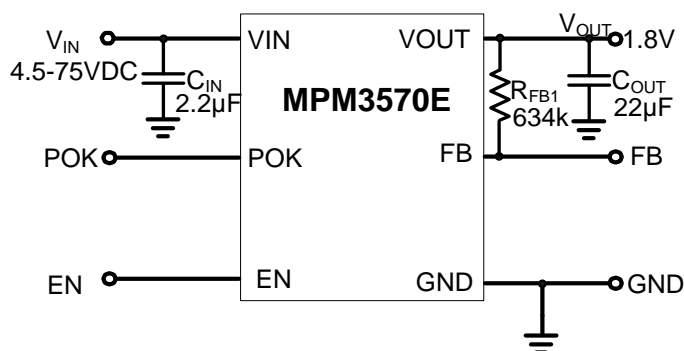 VIN
4.5-75VDC
CIN
2.2µF
VIN
VOUT
VOUT
1.8V
MPM3570E
RFB1
634k
COUT
22µF
POK
POK
FB
FB
EN
EN
GND
GND